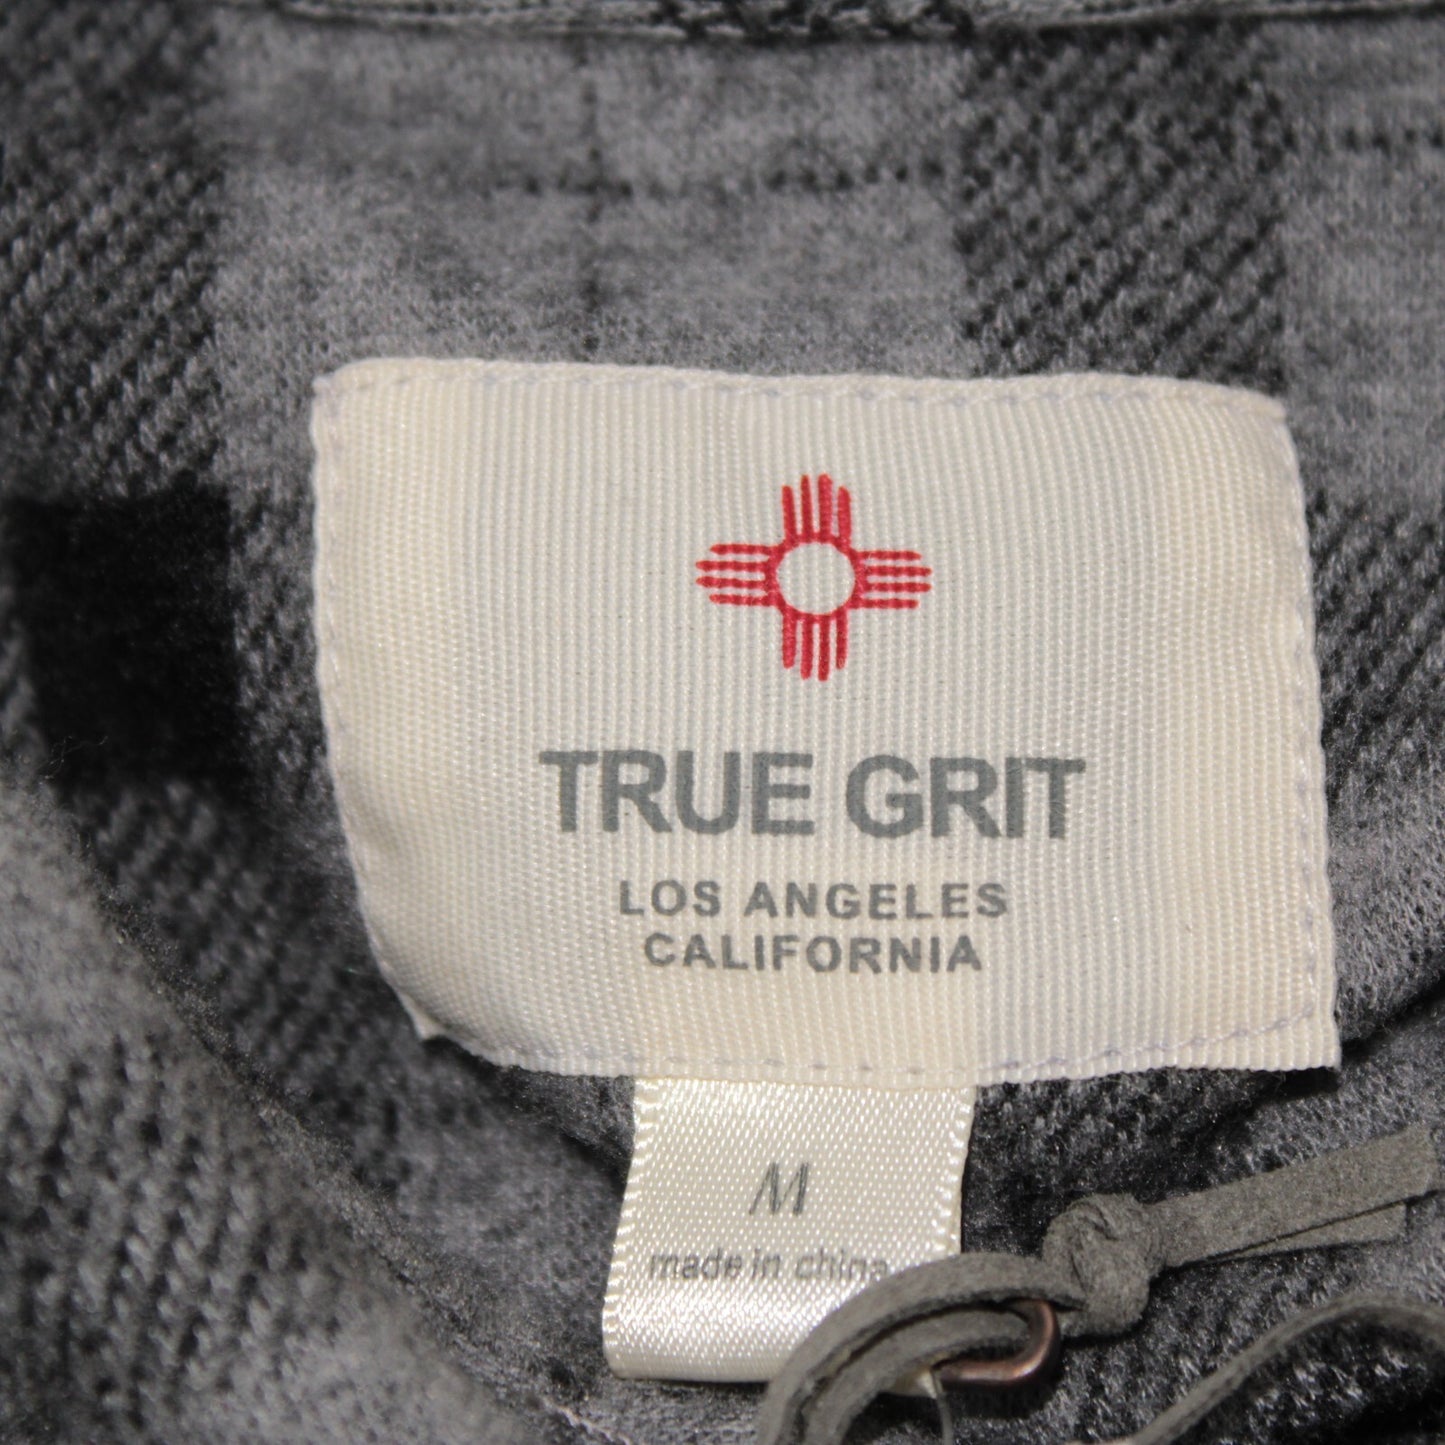 TRUE GRIT
LOS ANGELES
CALIFORNIA
M
made in china